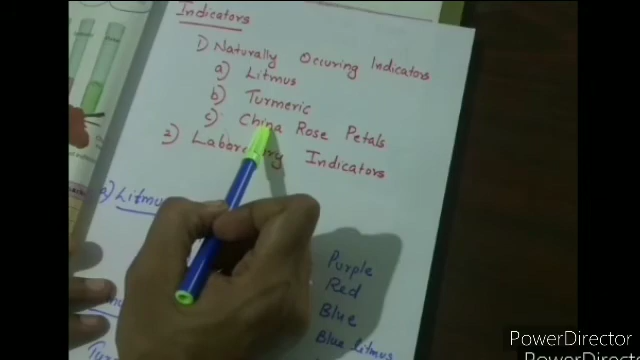 Indicators
1) Naturally Occuring Indicators
a) Litmus
b) Turmeric
c) China Rose Petals
2) Laboratory Indicators
a) Litmus
Purple
Red
Blue
Blue litmus
PowerDirector
PowerDirector